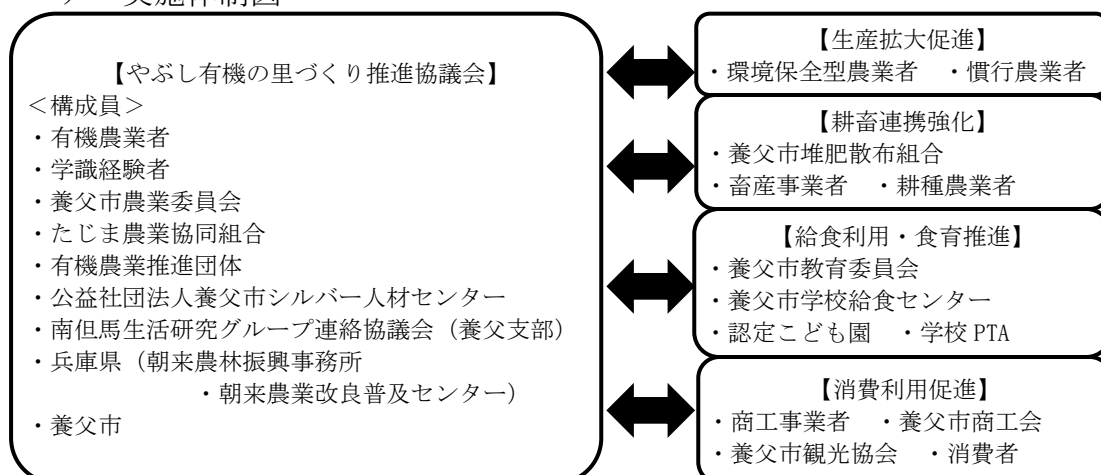 【やぶし有機の里づくり推進協議会】
＜構成員＞
・有機農業者
・学識経験者
・養父市農業委員会
・たじま農業協同組合
・有機農業推進団体
・公益社団法人養父市シルバー人材センター
・南但馬生活研究グループ連絡協議会（養父支部）
・兵庫県（朝来農林振興事務所
・朝来農業改良普及センター）
・養父市
【生産拡大促進】
・環境保全型農業者　・慣行農業者
【耕畜連携強化】
・養父市堆肥散布組合
・畜産事業者　・耕種農業者
【給食利用・食育推進】
・養父市教育委員会
・養父市学校給食センター
・認定こども園　・学校 PTA
【消費利用促進】
・商工事業者　・養父市商工会
・養父市観光協会　・消費者